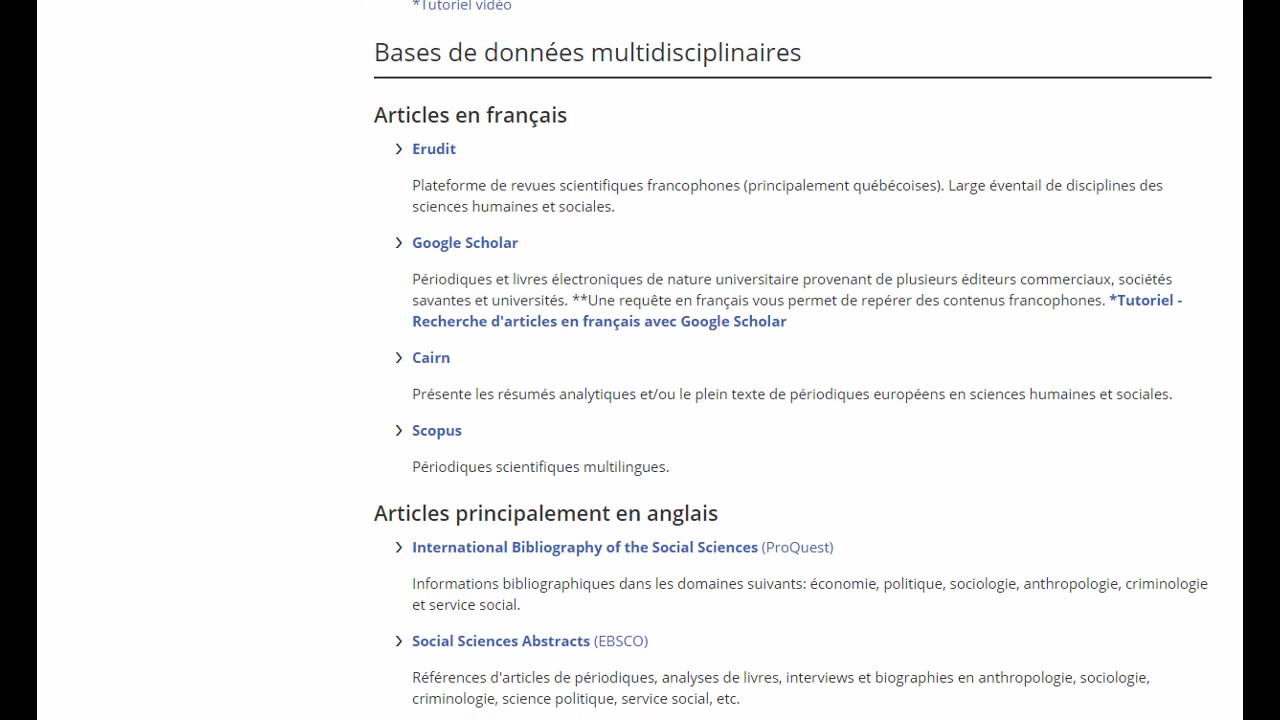 *Tutoriel vidéo
Bases de données multidisciplinaires
Articles en français
Erudit
Plateforme de revues scientifiques francophones (principalement québécoises). Large éventail de disciplines des
sciences humaines et sociales.
Google Scholar
Périodiques et livres électroniques de nature universitaire provenant de plusieurs éditeurs commerciaux, sociétés
savantes et universités. **Une requête en français vous permet de repérer des contenus francophones. *Tutoriel -
Recherche d'articles en français avec Google Scholar
Cairn
Présente les résumés analytiques et/ou le plein texte de périodiques européens en sciences humaines et sociales.
Scopus
Périodiques scientifiques multilingues.
Articles principalement en anglais
International Bibliography of the Social Sciences (ProQuest)
Informations bibliographiques dans les domaines suivants: économie, politique, sociologie, anthropologie, criminologie
et service social.
Social Sciences Abstracts (EBSCO)
Références d'articles de périodiques, analyses de livres, interviews et biographies en anthropologie, sociologie,
criminologie, science politique, service social, etc.